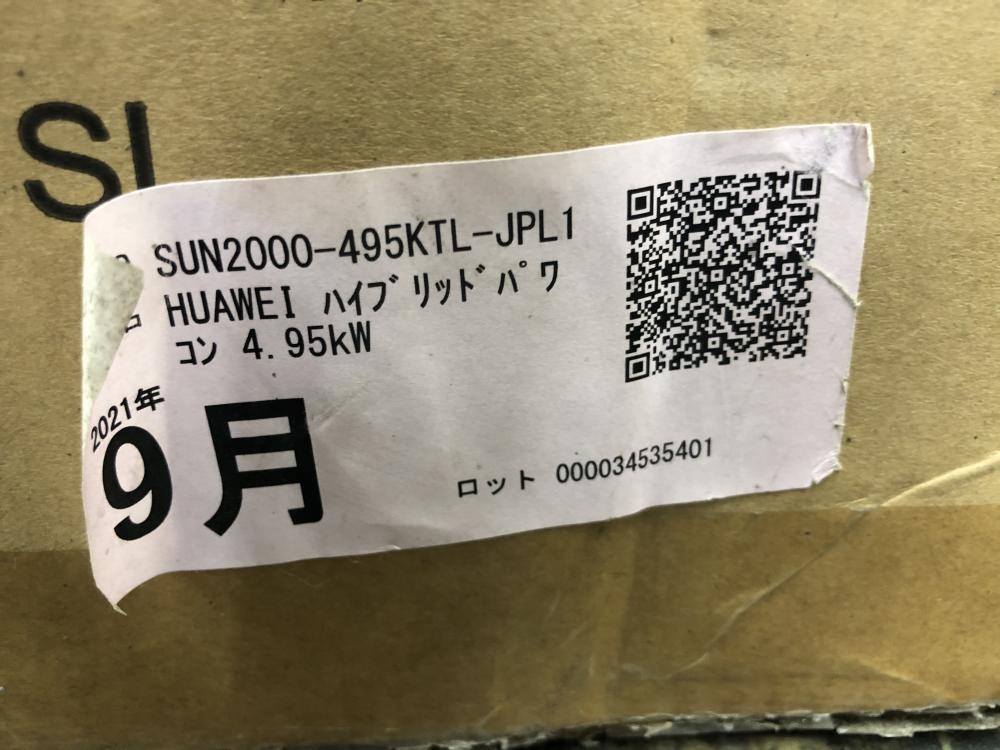 SI
SUN2000-495KTL-JPL1
HUAWEI ﾊｲﾌﾞﾘｯﾄﾞﾊﾟﾜ
ｺﾝ 4.95kW
2021年
9月
ロット 000034535401